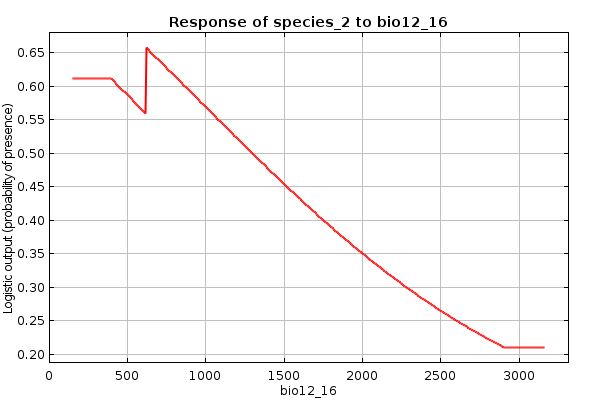 Response of species_2 to bio12_16
Logistic output (probability of presence)
0.65
0.60
0.55
0.50
0.45
0.40
0.35
0.30
0.25
0.20
0 500 1000 1500 2000 2500 3000
bio12_16